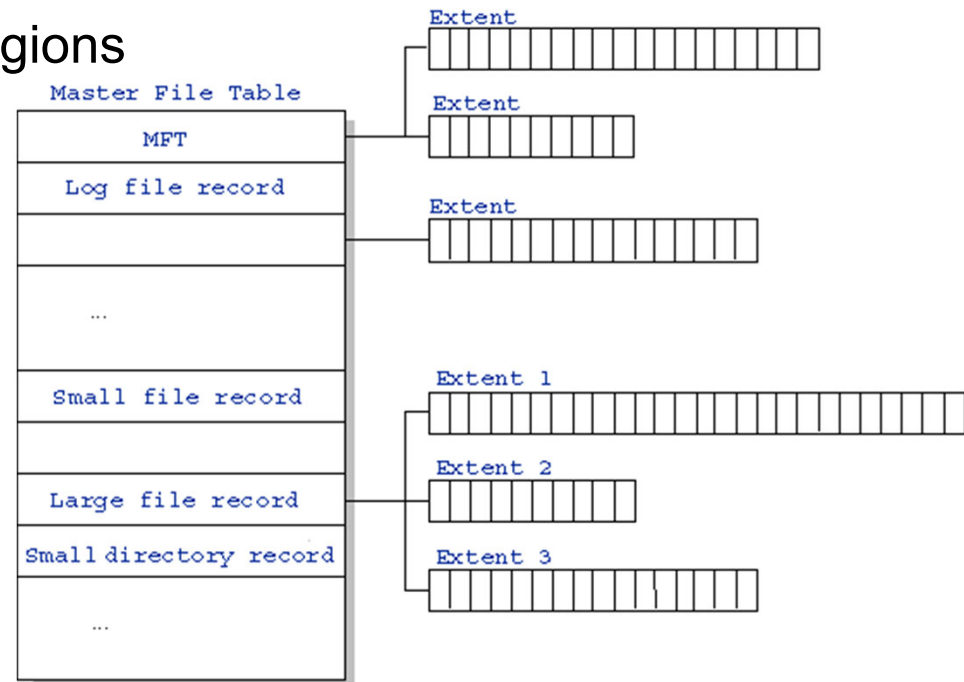 gions
Master File Table
MFT
Log file record
...
Small file record
Large file record
Small directory record
...
Extent
Extent
Extent
Extent 1
Extent 2
Extent 3